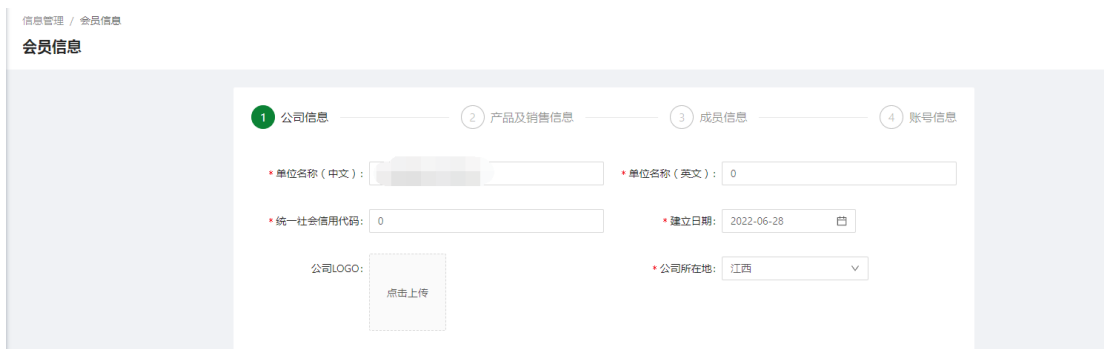 信息管理 / 会员信息
会员信息
1 公司信息 2 产品及销售信息 3 成员信息 4 账号信息
* 单位名称（中文）: * 单位名称（英文）: 0
* 统一社会信用代码: 0 * 建立日期: 2022-06-28
公司LOGO: 点击上传 * 公司所在地: 江西